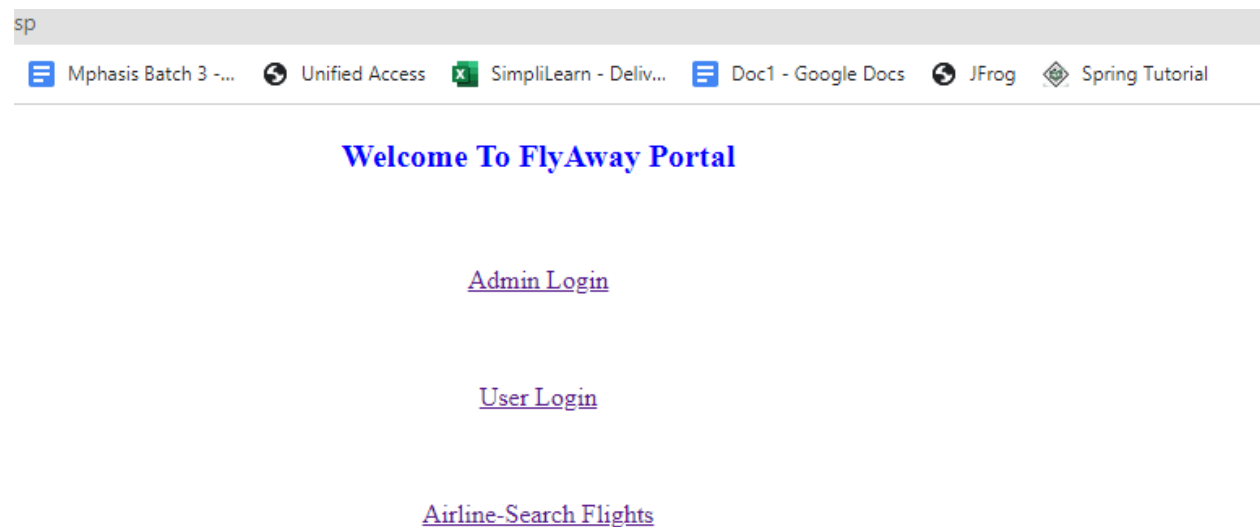 sp
Mphasis Batch 3 -... Unified Access SimpliLearn - Deliv... Doc1 - Google Docs JFrog Spring Tutorial
Welcome To FlyAway Portal
Admin Login
User Login
Airline-Search Flights